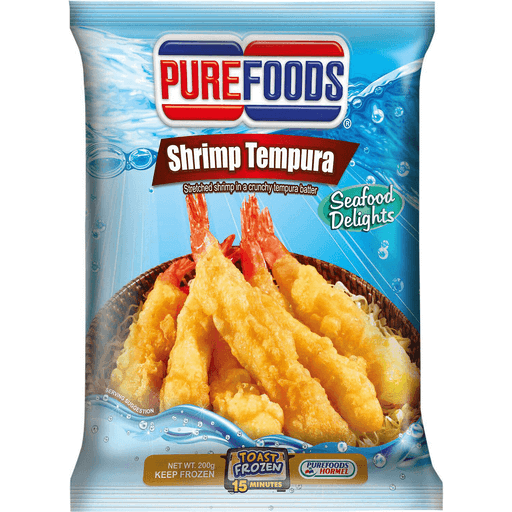 PUREFOODS
®
Shrimp Tempura
Stretched shrimp in a crunchy tempura batter
Seafood
Delights
SERVING SUGGESTION
NET WT. 200g
KEEP FROZEN
TOAST
FROZEN
15 MINUTES
PUREFOODS
HORMEL